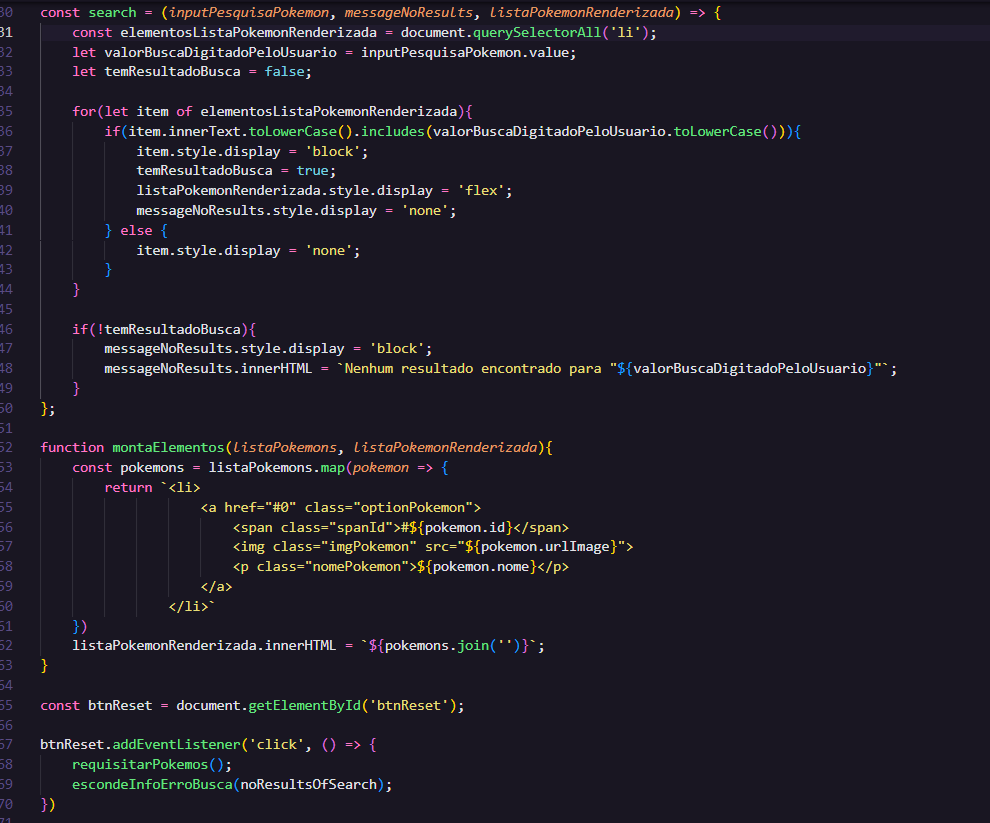 30 const search = (inputPesquisaPokemon, messageNoResults, listaPokemonRenderizada) => {
31     const elementosListaPokemonRenderizada = document.querySelectorAll('li');
32     let valorBuscaDigitadoPeloUsuario = inputPesquisaPokemon.value;
33     let temResultadoBusca = false;
34
35     for(let item of elementosListaPokemonRenderizada){
36         if(item.innerText.toLowerCase().includes(valorBuscaDigitadoPeloUsuario.toLowerCase())){
37             item.style.display = 'block';
38             temResultadoBusca = true;
39             listaPokemonRenderizada.style.display = 'flex';
40             messageNoResults.style.display = 'none';
41         } else {
42             item.style.display = 'none';
43         }
44     }
45
46     if(!temResultadoBusca){
47         messageNoResults.style.display = 'block';
48         messageNoResults.innerHTML = `Nenhum resultado encontrado para "${valorBuscaDigitadoPeloUsuario}"`;
49     }
50 };
51
52 function montaElementos(listaPokemons, listaPokemonRenderizada){
53     const pokemons = listaPokemons.map(pokemon => {
54         return `<li>
55                     <a href="#0" class="optionPokemon">
56                         <span class="spanId">#${pokemon.id}</span>
57                         <img class="imgPokemon" src="${pokemon.urlImage}">
58                         <p class="nomePokemon">${pokemon.nome}</p>
59                     </a>
60                 </li>`
61     })
62     listaPokemonRenderizada.innerHTML = `${pokemons.join('')}`;
63 }
64
65 const btnReset = document.getElementById('btnReset');
66
67 btnReset.addEventListener('click', () => {
68     requisitarPokemos();
69     escondeInfoErroBusca(noResultsOfSearch);
70 })